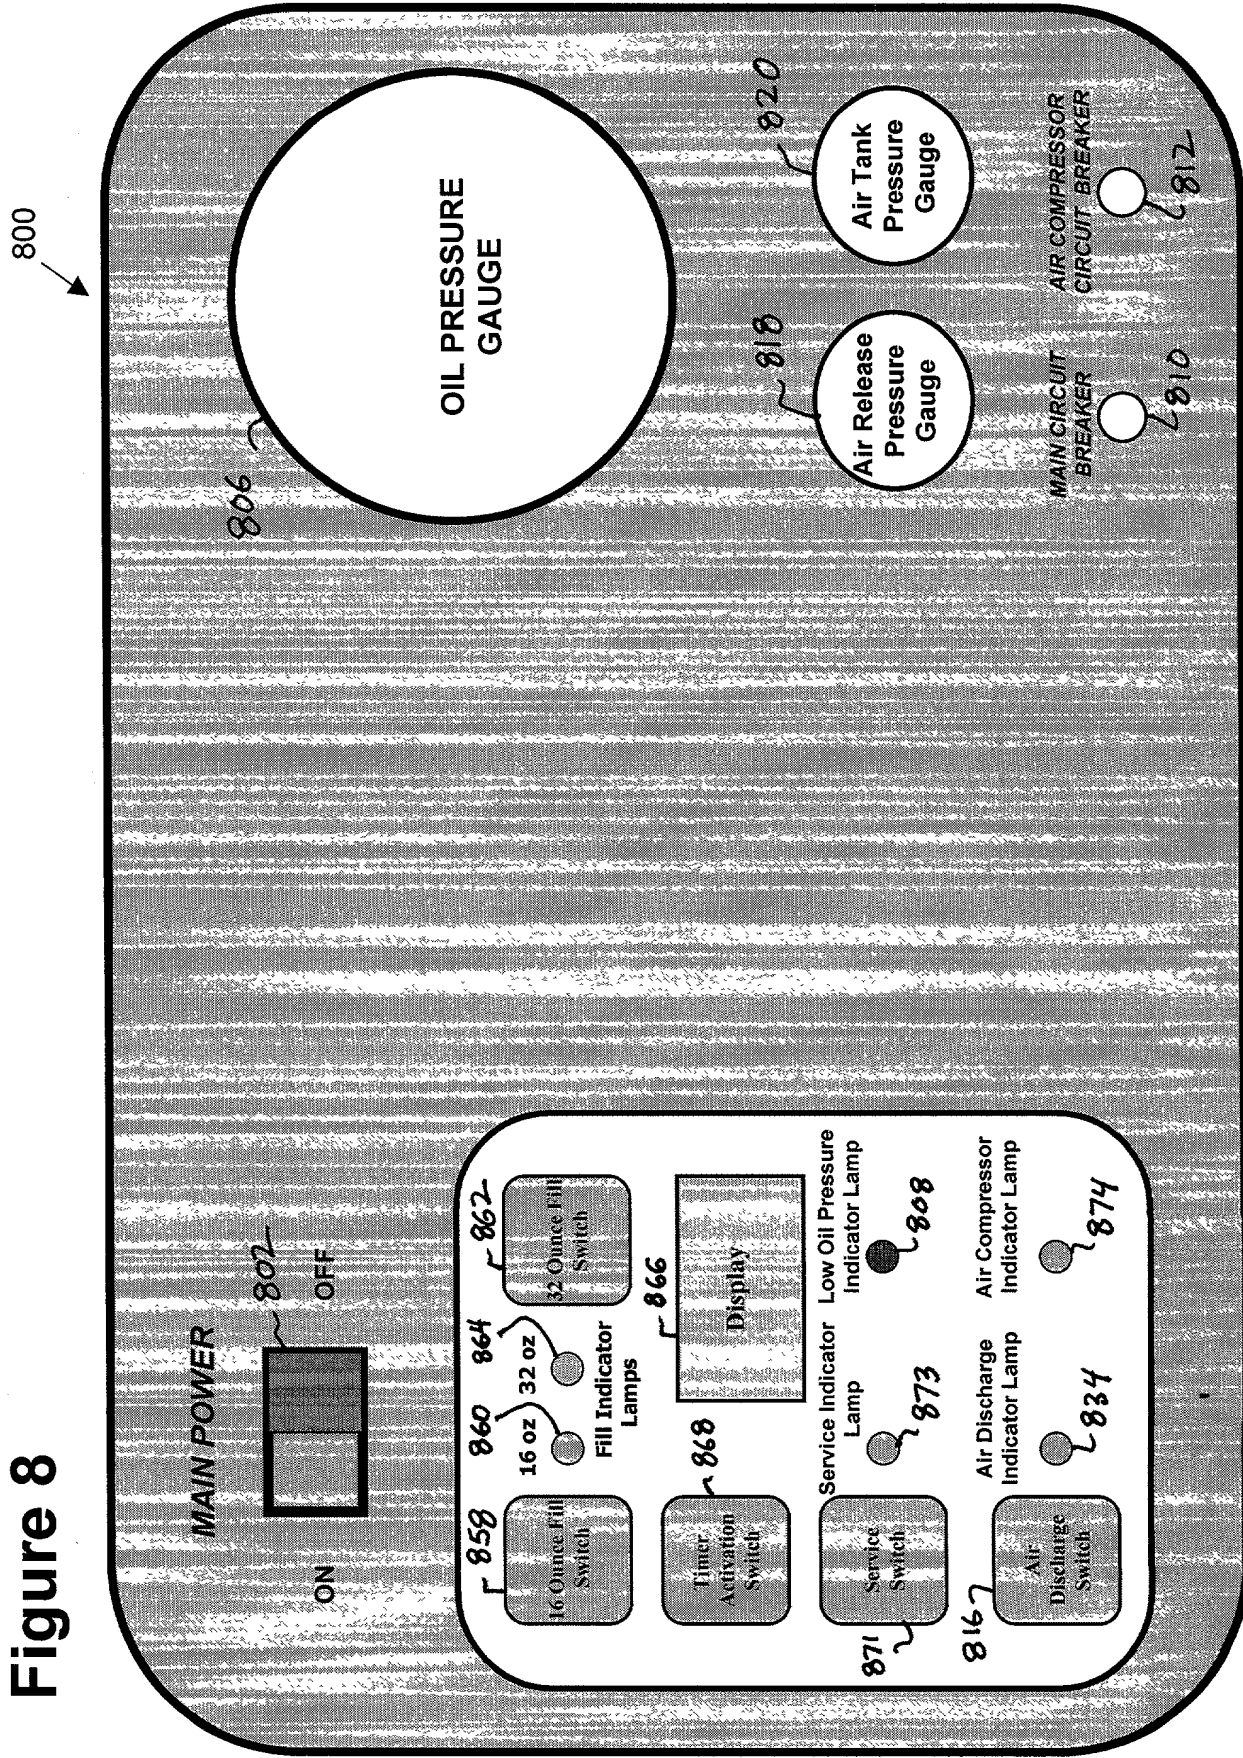 Figure 8
800
MAIN POWER
802
ON
OFF
806
OIL PRESSURE
GAUGE
858
860
864
862
16 Ounce Fill
Switch
16 oz
32 oz
Fill Indicator
Lamps
32 Ounce Fill
Switch
868
866
Timer
Activation
Switch
Display
818
820
Air Release
Pressure
Gauge
Air Tank
Pressure
Gauge
Service Indicator
Lamp
Low Oil Pressure
Indicator Lamp
871
Service
Switch
873
808
816
Air
Discharge
Switch
Air Discharge
Indicator Lamp
Air Compressor
Indicator Lamp
834
874
MAIN CIRCUIT
BREAKER
AIR COMPRESSOR
CIRCUIT BREAKER
810
812